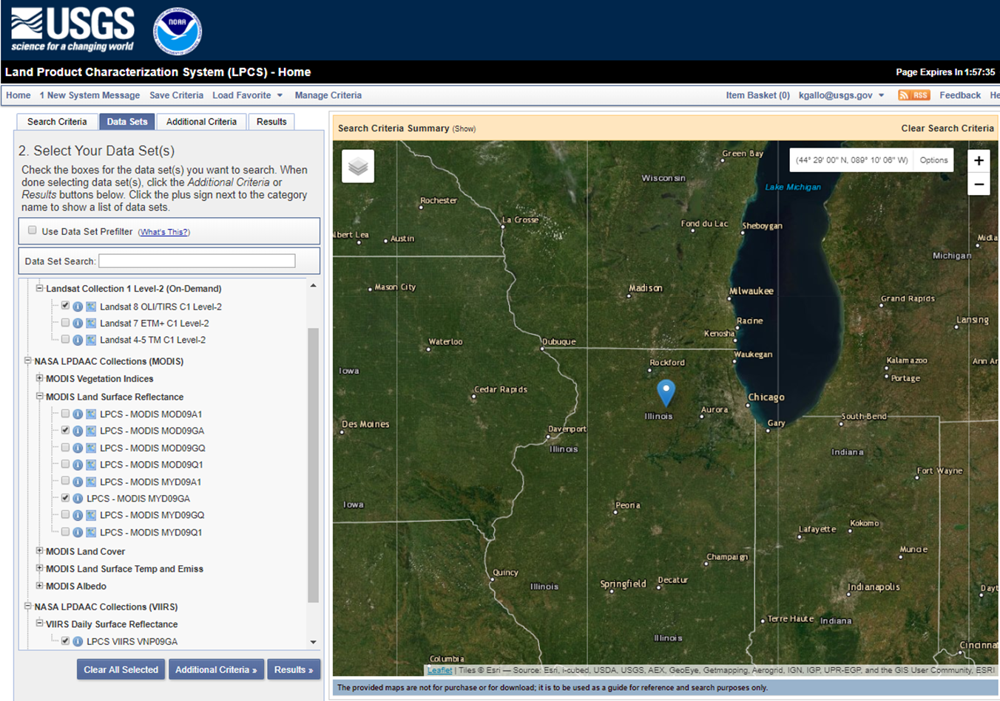 USGS
science for a changing world
NOAA
Land Product Characterization System (LPCS) - Home
Page Expires In 1:57:35
Home 1 New System Message Save Criteria Load Favorite Manage Criteria
Item Basket (0) kgallo@usgs.gov RSS Feedback He
Search Criteria Data Sets Additional Criteria Results
2. Select Your Data Set(s)
Check the boxes for the data set(s) you want to search. When
done selecting data set(s), click the Additional Criteria or
Results buttons below. Click the plus sign next to the category
name to show a list of data sets.
Use Data Set Prefilter (What's This?)
Data Set Search:
Landsat Collection 1 Level-2 (On-Demand)
Landsat 8 OLI/TIRS C1 Level-2
Landsat 7 ETM+ C1 Level-2
Landsat 4-5 TM C1 Level-2
NASA LPDAAC Collections (MODIS)
MODIS Vegetation Indices
MODIS Land Surface Reflectance
LPCS - MODIS MOD09A1
LPCS - MODIS MOD09GA
LPCS - MODIS MOD09GQ
LPCS - MODIS MOD09Q1
LPCS - MODIS MYD09A1
LPCS - MODIS MYD09GA
LPCS - MODIS MYD09GQ
LPCS - MODIS MYD09Q1
MODIS Land Cover
MODIS Land Surface Temp and Emiss
MODIS Albedo
NASA LPDAAC Collections (VIIRS)
VIIRS Daily Surface Reflectance
LPCS VIIRS VNP09GA
Clear All Selected Additional Criteria » Results »
Search Criteria Summary (Show)
Clear Search Criteria
(44° 29' 00" N, 089° 10' 06" W) Options
+
−
Green Bay
Wisconsin
Lake Michigan
Rochester
La Crosse
Fond du Lac
Sheboygan
lbert Lea
Austin
Midla
Michigan
Mason City
Madison
Milwaukee
Grand Rapids
Racine
Lansing
Kenosha
Waterloo
Dubuque
Waukegan
Rockford
Kalamazoo
Ann Ar
Iowa
Portage
Cedar Rapids
Chicago
Aurora
Illinois
South Bend
Gary
Des Moines
Davenport
Illinois
Indiana
Fort Wayne
Iowa
Peoria
Lafayette
Kokomo
Muncie
Champaign
Quincy
Springfield
Decatur
Illinois
Indianapolis
Dayt
Terre Haute
Indiana
Illinois
Cincinna
Columbia
Leaflet | Tiles © Esri — Source: Esri, i-cubed, USDA, USGS, AEX, GeoEye, Getmapping, Aerogrid, IGN, IGP, UPR-EGP, and the GIS User Community, ESRI
The provided maps are not for purchase or for download; it is to be used as a guide for reference and search purposes only.